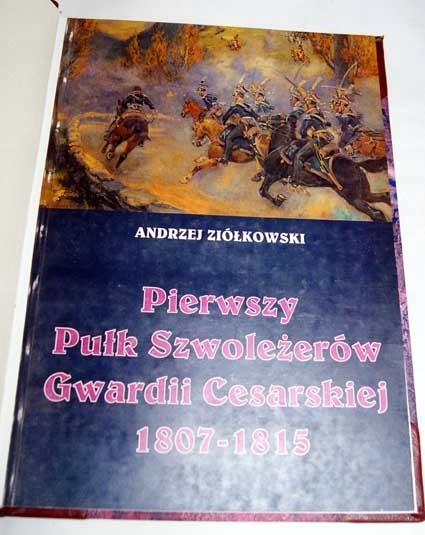 ANDRZEJ ZIÓŁKOWSKI
Pierwszy
Pułk Szwoleżerów
Gwardii Cesarskiej
1807-1815